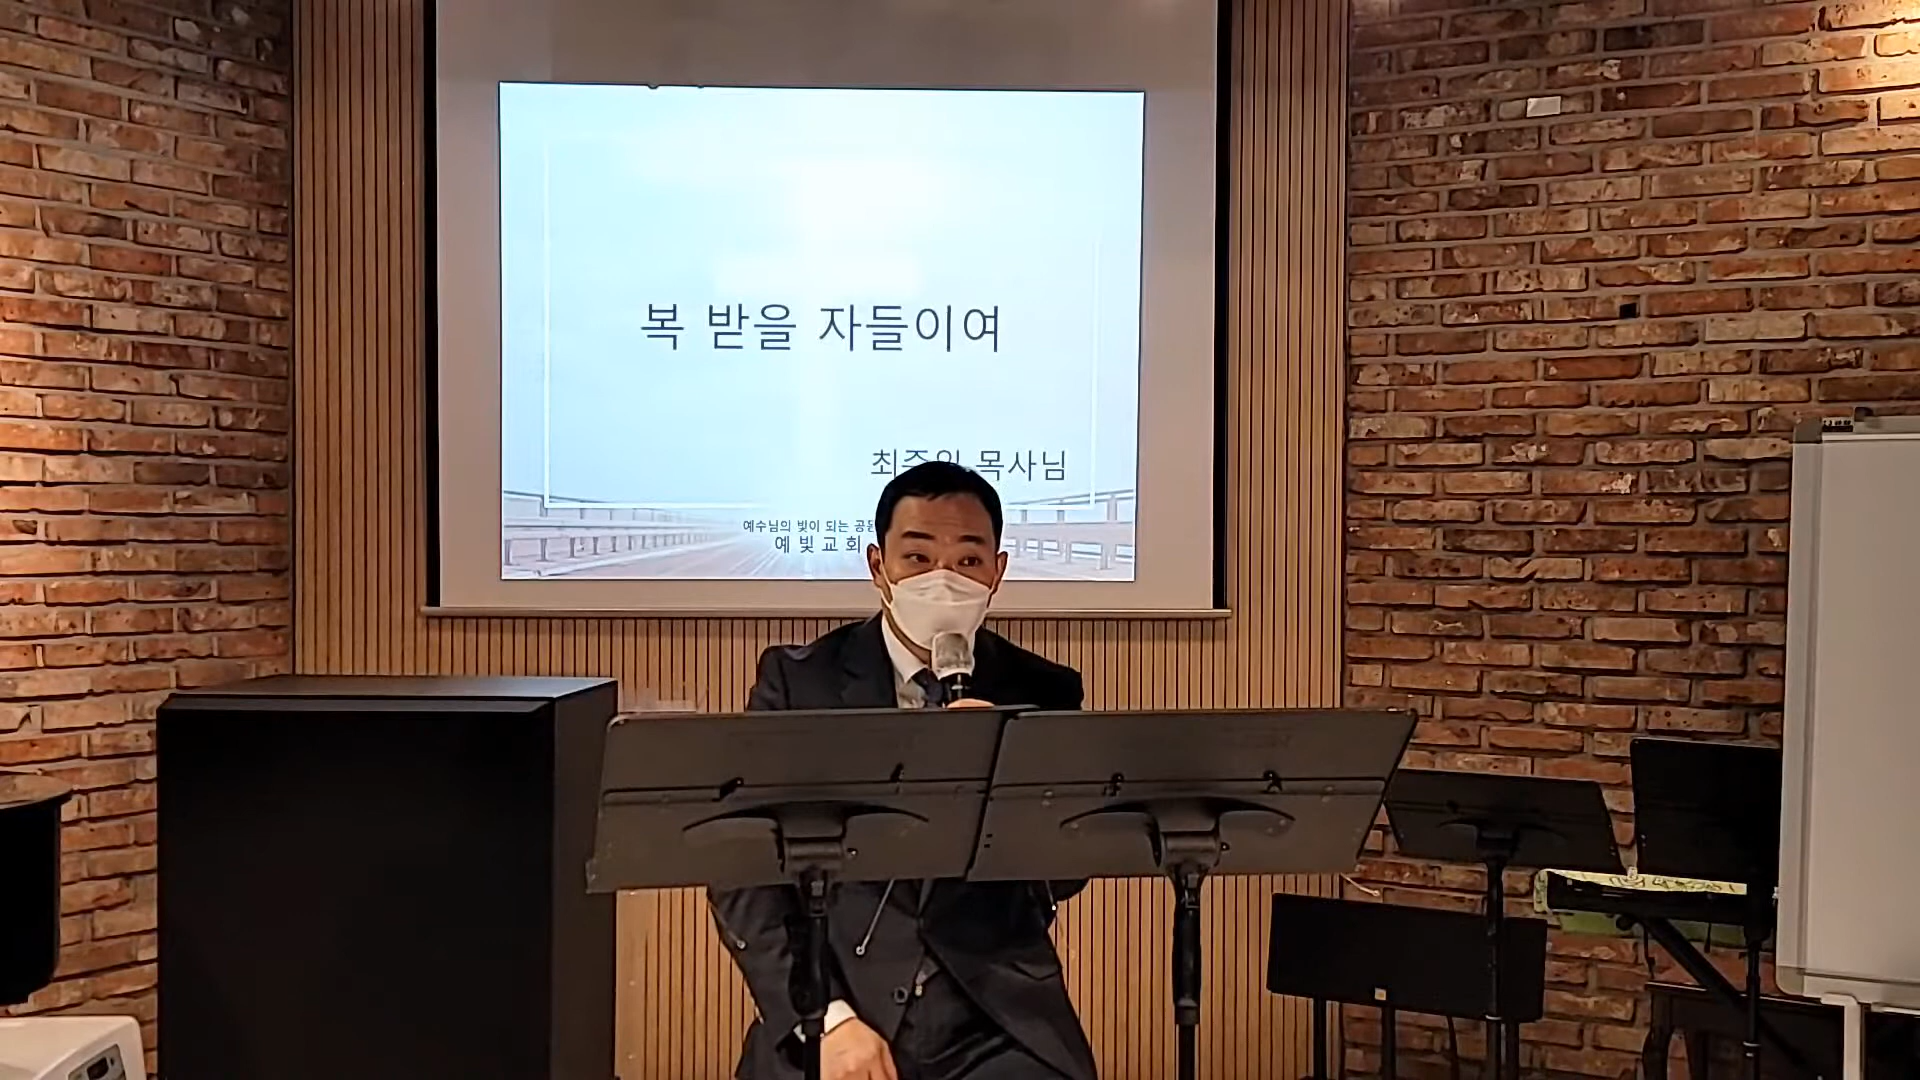 복 받을 자들이여
목사님
예수님의 빛이 되는
예빛교회